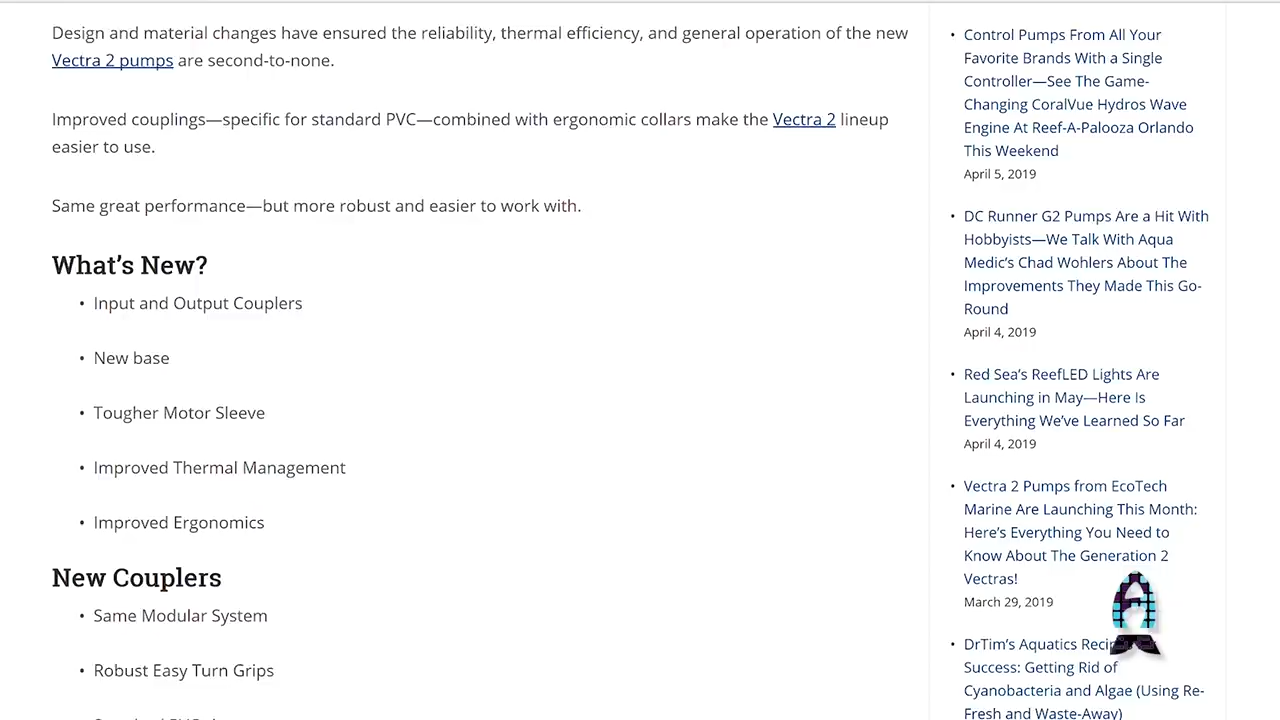 Design and material changes have ensured the reliability, thermal efficiency, and general operation of the new
Vectra 2 pumps are second-to-none.
Improved couplings—specific for standard PVC—combined with ergonomic collars make the Vectra 2 lineup
easier to use.
Same great performance—but more robust and easier to work with.
What's New?
• Input and Output Couplers
• New base
• Tougher Motor Sleeve
• Improved Thermal Management
• Improved Ergonomics
New Couplers
• Same Modular System
• Robust Easy Turn Grips
• Control Pumps From All Your
Favorite Brands With a Single
Controller—See The Game-
Changing CoralVue Hydros Wave
Engine At Reef-A-Palooza Orlando
This Weekend
April 5, 2019
• DC Runner G2 Pumps Are a Hit With
Hobbyists—We Talk With Aqua
Medic's Chad Wohlers About The
Improvements They Made This Go-
Round
April 4, 2019
• Red Sea's ReefLED Lights Are
Launching in May—Here Is
Everything We've Learned So Far
April 4, 2019
• Vectra 2 Pumps from EcoTech
Marine Are Launching This Month:
Here's Everything You Need to
Know About The Generation 2
Vectras!
March 29, 2019
• DrTim's Aquatics
Success: Getting Rid of
Cyanobacteria and Algae (Using Re-
Fresh and Waste-Away)